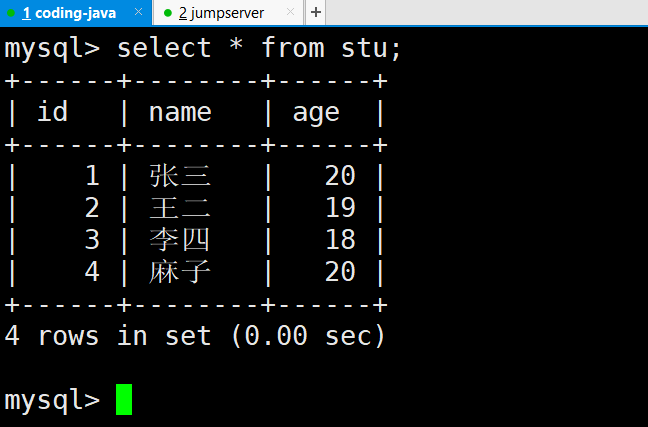 1 coding-java × 2 jumpserver × +
mysql> select * from stu;
+------+--------+------+
| id   | name   | age  |
+------+--------+------+
|    1 | 张三   |   20 |
|    2 | 王二   |   19 |
|    3 | 李四   |   18 |
|    4 | 麻子   |   20 |
+------+--------+------+
4 rows in set (0.00 sec)
mysql>